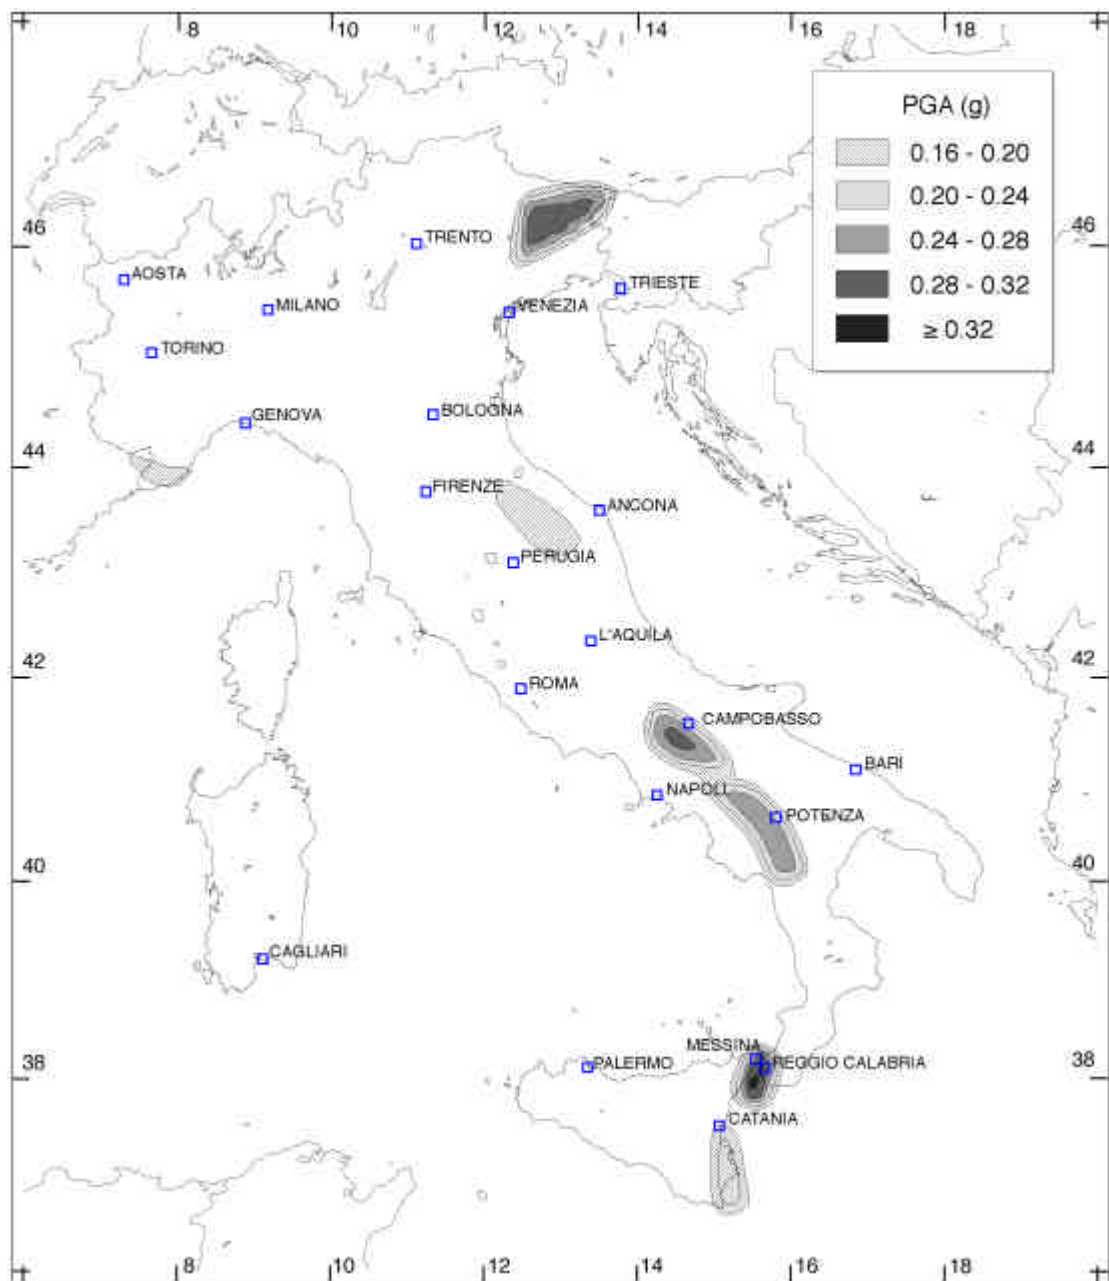 8 10 12 14 16 18
PGA (g)
0.16 - 0.20
0.20 - 0.24
0.24 - 0.28
0.28 - 0.32
≥ 0.32
46 46
TRENTO
AOSTA
TRIESTE
MILANO
VENEZIA
TORINO
BOLOGNA
GENOVA
44 44
FIRENZE
ANCONA
PERUGIA
L'AQUILA
42 42
ROMA
CAMPOBASSO
BARI
NAPOLI
POTENZA
40 40
CAGLIARI
MESSINA
PALERMO
REGGIO CALABRIA
38 38
CATANIA
8 10 12 14 16 18